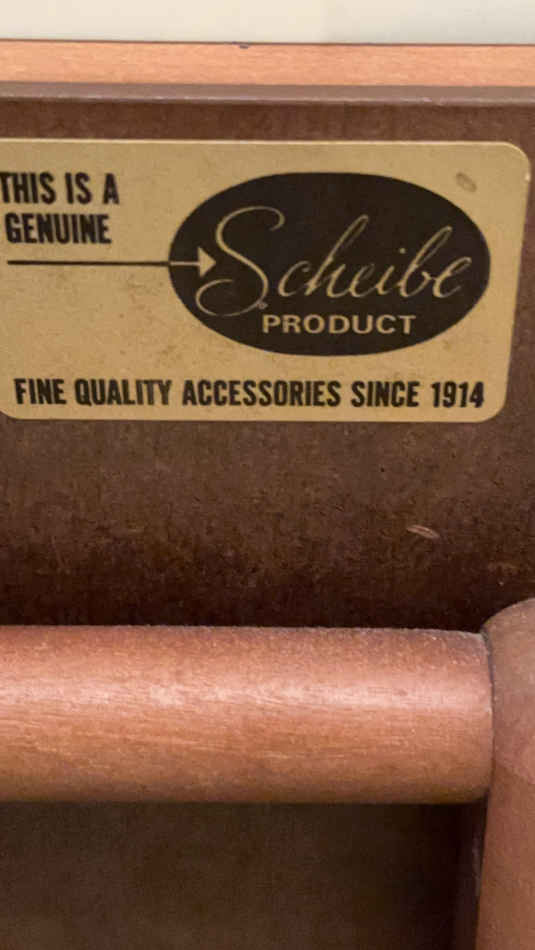 THIS IS A
GENUINE
Scheibe
PRODUCT
FINE QUALITY ACCESSORIES SINCE 1914